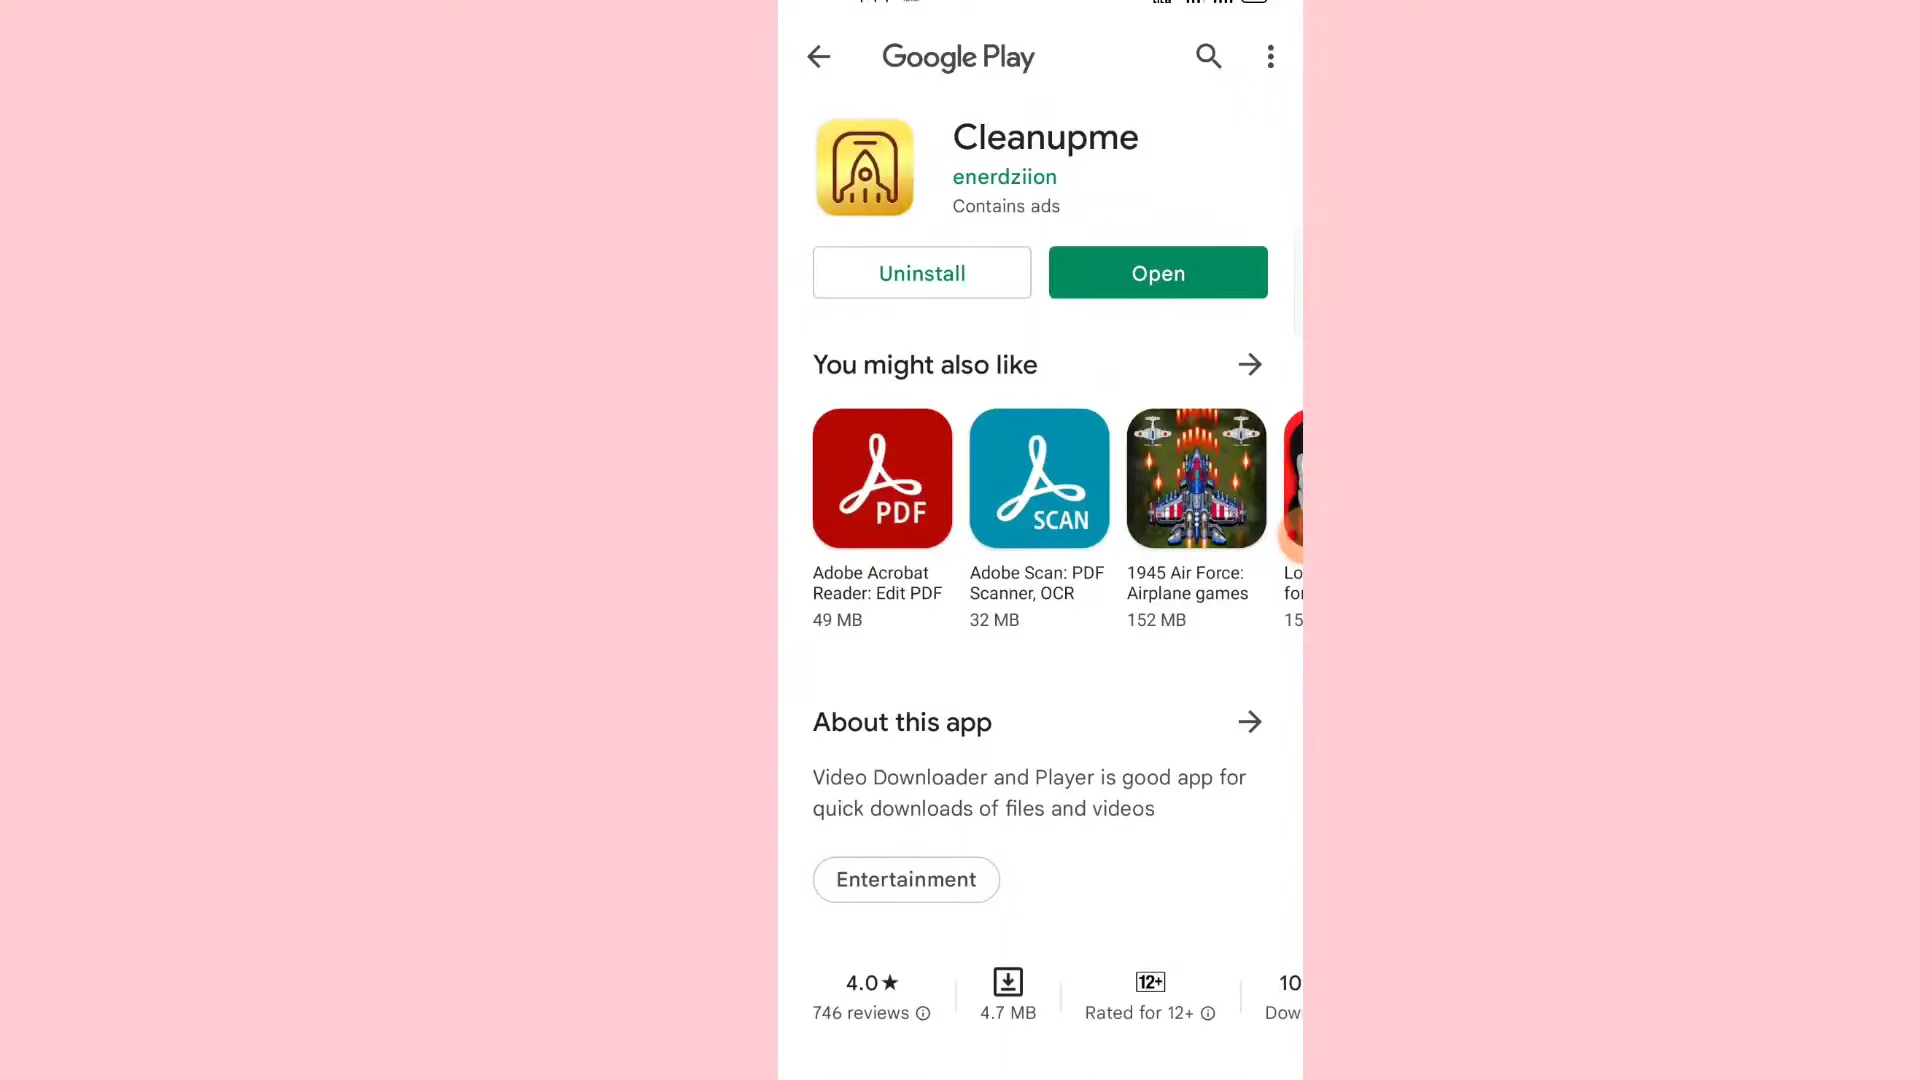 Google Play
Cleanupme
enerdziion
Contains ads
Uninstall
Open
You might also like
PDF
SCAN
Adobe Acrobat
Reader: Edit PDF
49 MB
Adobe Scan: PDF
Scanner, OCR
32 MB
1945 Air Force:
Airplane games
152 MB
About this app
Video Downloader and Player is good app for
quick downloads of files and videos
Entertainment
4.0★
746 reviews
4.7 MB
12+
Rated for 12+